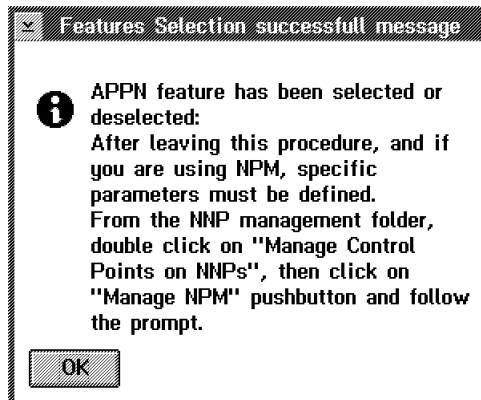 Features Selection successfull message
APPN feature has been selected or
deselected:
After leaving this procedure, and if
you are using NPM, specific
parameters must be defined.
From the NNP management folder,
double click on "Manage Control
Points on NNPs", then click on
"Manage NPM" pushbutton and follow
the prompt.
OK